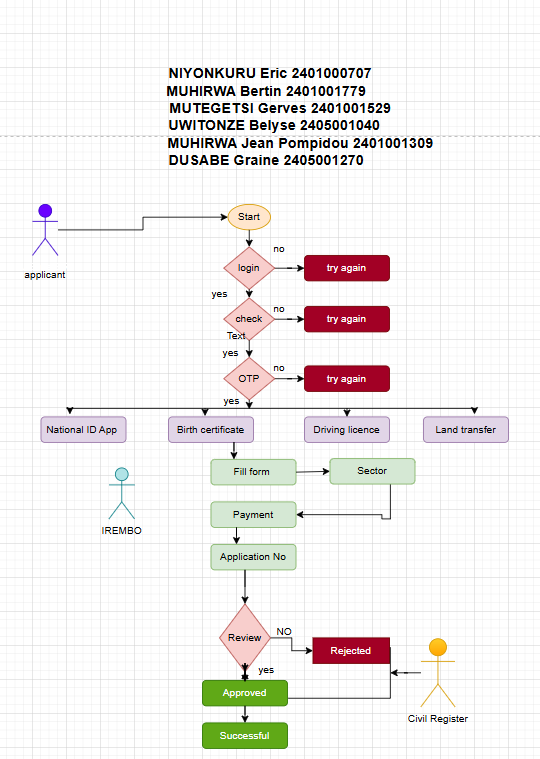 NIYONKURU Eric 2401000707
MUHIRWA Bertin 2401001779
MUTEGETSI Gerves 2401001529
UWITONZE Belyse 2405001040
MUHIRWA Jean Pompidou 2401001309
DUSABE Graine 2405001270
Start
applicant
no
login
try again
yes
no
check
try again
Text
yes
no
OTP
try again
yes
National ID App
Birth certificate
Driving licence
Land transfer
Fill form
Sector
IREMBO
Payment
Application No
Review
NO
Rejected
yes
Approved
Civil Register
Successful